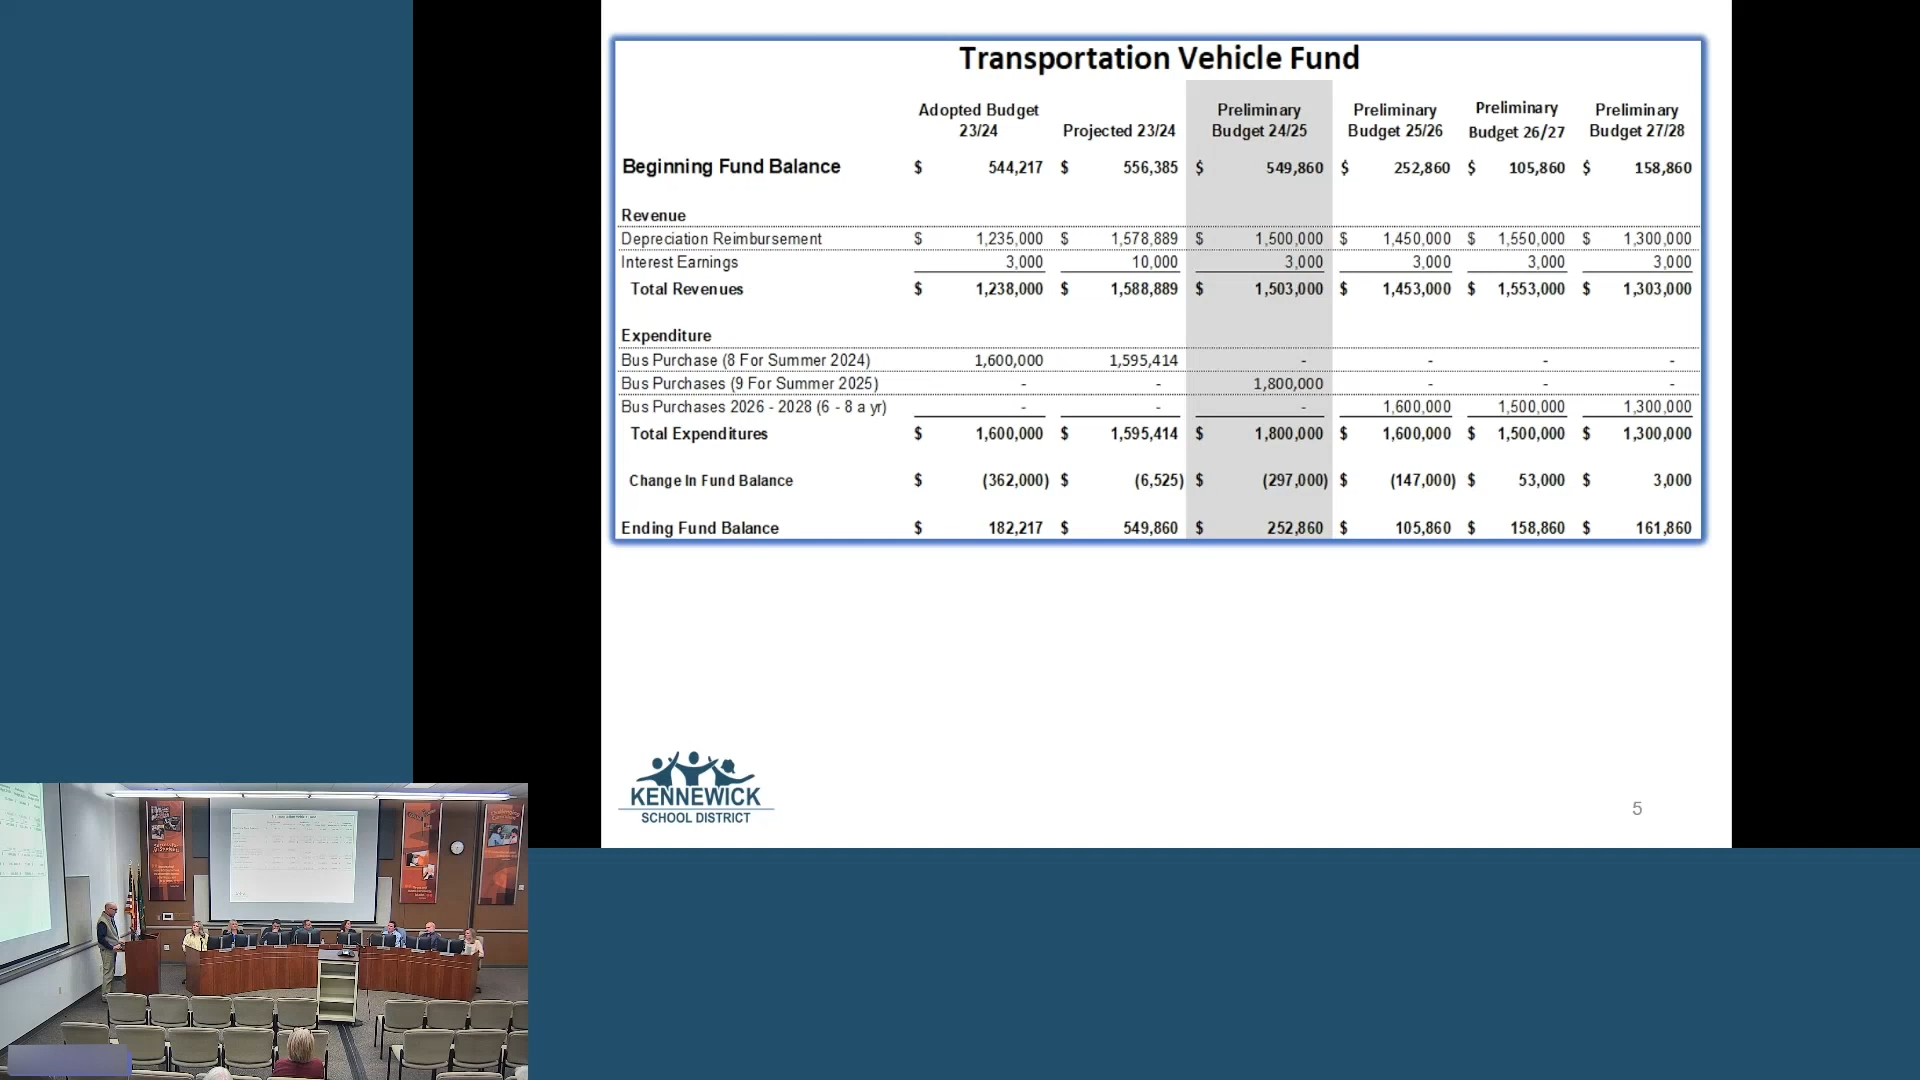 Transportation Vehicle Fund
Adopted Budget 23/24 Projected 23/24 Preliminary Budget 24/25 Preliminary Budget 25/26 Preliminary Budget 26/27 Preliminary Budget 27/28
Beginning Fund Balance $ 544,217 $ 556,385 $ 549,860 $ 252,860 $ 105,860 $ 158,860
Revenue
Depreciation Reimbursement $ 1,235,000 $ 1,578,889 $ 1,500,000 $ 1,450,000 $ 1,550,000 $ 1,300,000
Interest Earnings 3,000 10,000 3,000 3,000 3,000 3,000
Total Revenues $ 1,238,000 $ 1,588,889 $ 1,503,000 $ 1,453,000 $ 1,553,000 $ 1,303,000
Expenditure
Bus Purchase (8 For Summer 2024) 1,600,000 1,595,414 - - - -
Bus Purchases (9 For Summer 2025) - - 1,800,000 - - -
Bus Purchases 2026 - 2028 (6 - 8 a yr) - - - 1,600,000 1,500,000 1,300,000
Total Expenditures $ 1,600,000 $ 1,595,414 $ 1,800,000 $ 1,600,000 $ 1,500,000 $ 1,300,000
Change In Fund Balance $ (362,000) $ (6,525) $ (297,000) $ (147,000) $ 53,000 $ 3,000
Ending Fund Balance $ 182,217 $ 549,860 $ 252,860 $ 105,860 $ 158,860 $ 161,860
KENNEWICK
SCHOOL DISTRICT
5